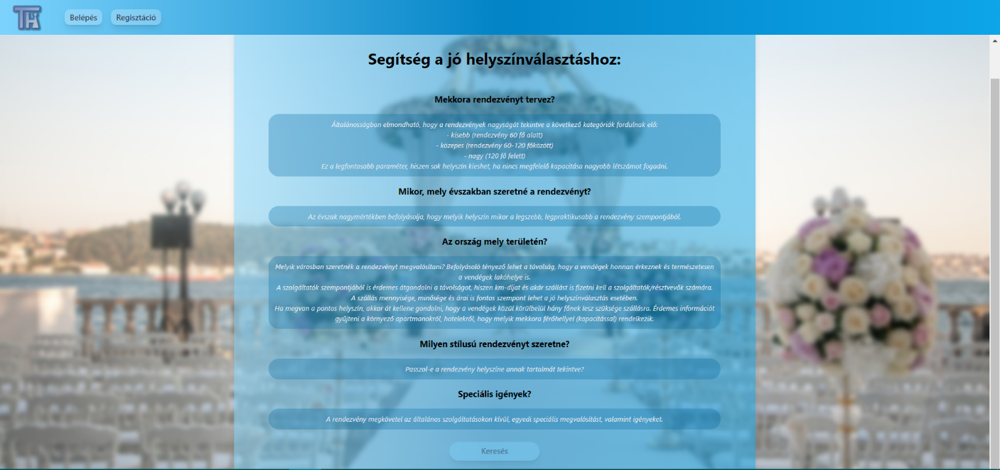 TH
Belépés
Regisztáció
Segítség a jó helyszínválasztáshoz:
Mekkora rendezvényt tervez?
Általánosságban elmondható, hogy a rendezvények nagyságát tekintve a következő kategóriák fordulnak elő:
- kisebb (rendezvény 60 fő alatt)
- közepes (rendezvény 60-120 főközött)
- nagy (120 fő felett)
Ez a legfontosabb paraméter, hiszen sok helyszín kieshet, ha nincs megfelelő kapacitása nagyobb létszámot fogadni.
Mikor, mely évszakban szeretné a rendezvényt?
Az évszak nagymértékben befolyásolja, hogy melyik helyszín mikor a legszebb, legpraktikusabb a rendezvény szempontjából.
Az ország mely területén?
Melyik városban szeretnék a rendezvényt megvalósítani? Befolyásoló tényező lehet a távolság, hogy a vendégek honnan érkeznek és természetesen
a vendégek lakóhelye is.
A szolgáltatók szempontjából is érdemes átgondolni a távolságot, hiszen km-díjat és akár szállást is fizetni kell a szolgáltatók/résztvevők számára.
A szállás mennyisége, minősége és árai is fontos szempont lehet a jó helyszínválasztás esetében.
Ha megvan a pontos helyszín, akkor át kellene gondolni, hogy a vendégek közül körülbelül hány főnek lesz szüksége szállásra. Érdemes információt
gyűjteni a környező apartmanokról, hotelekről, hogy melyik mekkora férőhellyel (kapacitással) rendelkezik.
Milyen stílusú rendezvényt szeretne?
Passzol-e a rendezvény helyszíne annak tartalmát tekintve?
Speciális igények?
A rendezvény megkövetel az általános szolgáltatásokon kívül, egyedi speciális megvalósítást, valamint igényeket.
Keresés